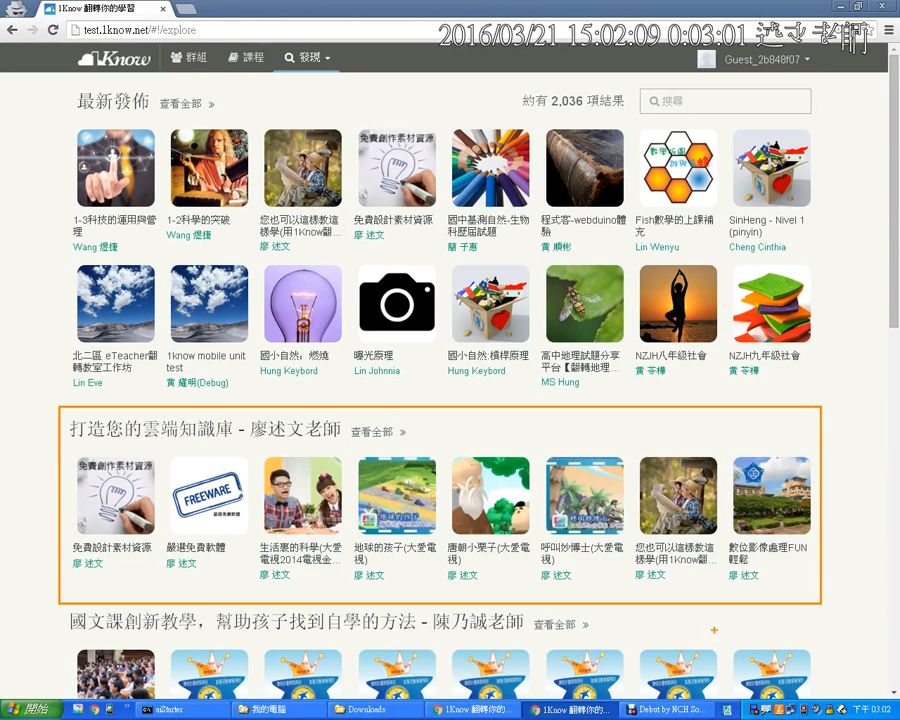 1Know 翻轉你的學習
test.1know.net/#!/explore
2016/03/21 15:02:09 0:03:01 述文老師
1Know 群組 課程 發現 Guest_2b848f07
最新發佈 查看全部 » 約有 2,036 項結果 搜尋
免費創作素材資源
1-3科技的運用與管理
Wang 煜捷
1-2科學的突破
Wang 煜捷
您也可以這樣教這樣學(用1Know翻...
廖 述文
免費設計素材資源
廖 述文
國中基測自然-生物科歷屆試題
簡 子惠
程式客-webduino體驗
黃 順彬
Fish數學的上課補充
Lin Wenyu
SinHeng - Nivel 1 (pinyin)
Cheng Cinthia
北二區 eTeacher翻轉教室工作坊
Lin Eve
1know mobile unit test
黃 耀明(Debug)
國小自然：燃燒
Hung Keybord
曝光原理
Lin Johnnia
國小自然:槓桿原理
Hung Keybord
高中地理試題分享平台【翻轉地理...
MS Hung
NZJH八年級社會
黃 苓樺
NZJH九年級社會
黃 苓樺
打造您的雲端知識庫 - 廖述文老師 查看全部 »
免費創作素材資源
FREEWARE
免費設計素材資源
廖 述文
嚴選免費軟體
廖 述文
生活裏的科學(大愛電視2014電視金...
廖 述文
地球的孩子(大愛電視)
廖 述文
唐朝小栗子(大愛電視)
廖 述文
呼叫妙博士(大愛電視)
廖 述文
您也可以這樣教這樣學(用1Know翻...
廖 述文
數位影像處理FUN輕鬆
廖 述文
國文課創新教學，幫助孩子找到自學的方法 - 陳乃誠老師 查看全部 »
開始 aiStarter 我的電腦 Downloads 1Know 翻轉你的... 1Know 翻轉你的... Debut by NCH So... 下午 03:02